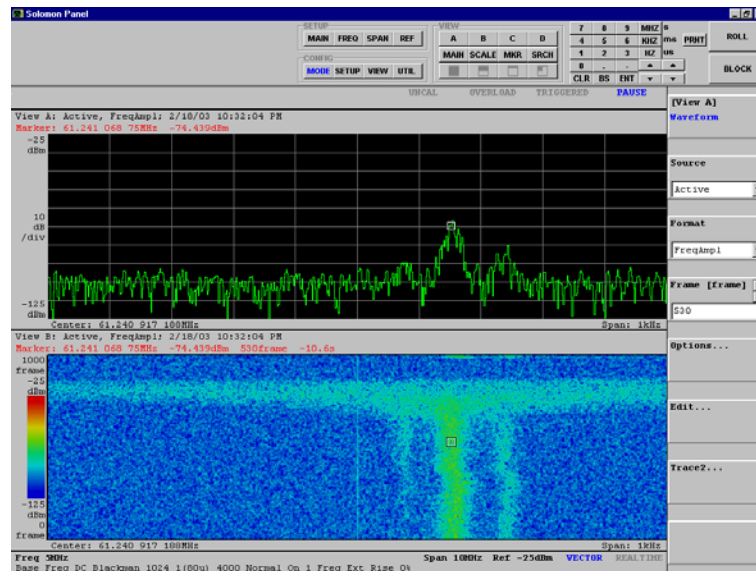 Solomon Panel
SETUP
MAIN FREQ SPAN REF
CONFIG
MODE SETUP VIEW UTIL
VIEW
A B C D
MAIN SCALE MKR SRCH
7 8 9 MHZ s
4 5 6 KHZ ms PRNT
1 2 3 HZ us
0 . -
CLR BS ENT
ROLL
BLOCK
UNCAL OVERLOAD TRIGGERED PAUSE
View A: Active, FreqAmpl; 2/18/03 10:32:04 PM
Marker: 61.241 068 75MHz -74.439dBm
-25
dBm
10
dB
/div
-125
dBm
Center: 61.240 917 188MHz Span: 1kHz
View B: Active, FreqAmpl; 2/18/03 10:32:04 PM
Marker: 61.241 068 75MHz -74.439dBm 530frame -10.6s
1000
frame
-25
dBm
-125
dBm
0
frame
Center: 61.240 917 188MHz Span: 1kHz
Freq 5MHz Span 10MHz Ref -25dBm VECTOR REALTIME
Base Freq DC Blackman 1024 1(80u) 4000 Normal On 1 Freq Ext Rise 0%
[View A]
Waveform
Source
Active
Format
FreqAmpl
Frame [frame]
530
Options...
Edit...
Trace2...